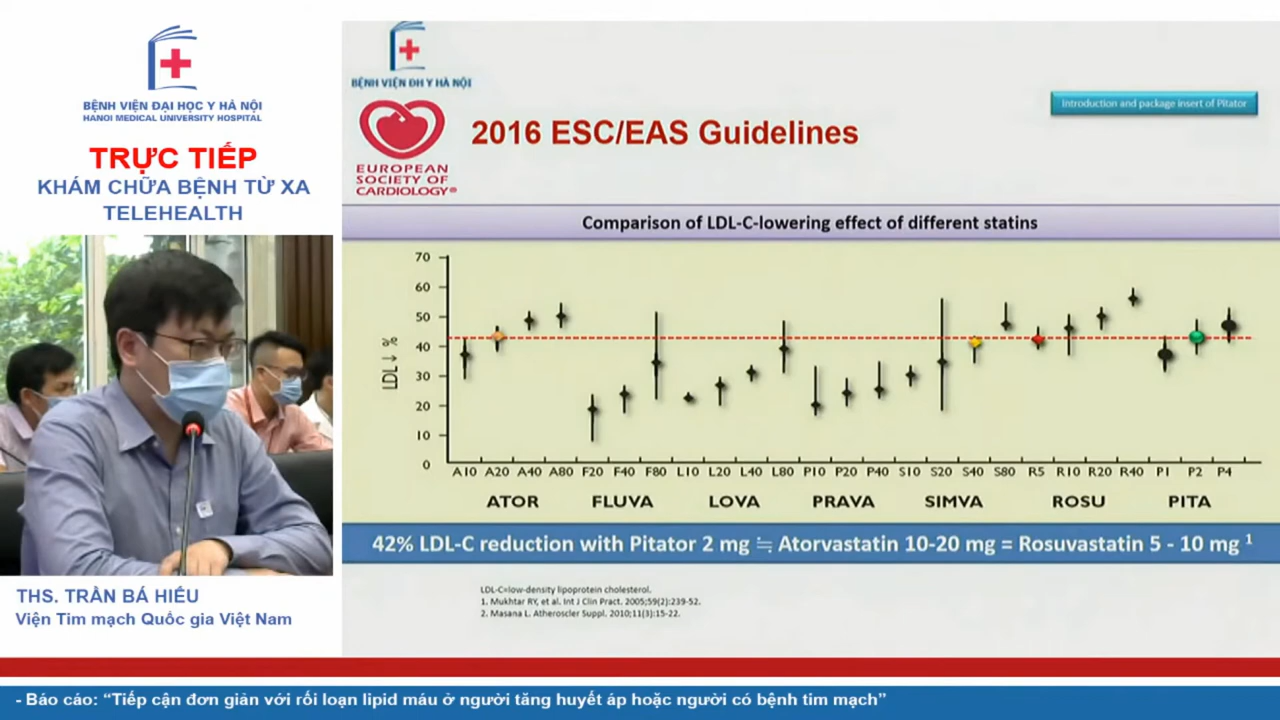 BỆNH VIỆN ĐẠI HỌC Y HÀ NỘI
HANOI MEDICAL UNIVERSITY HOSPITAL
TRỰC TIẾP
KHÁM CHỮA BỆNH TỪ XA
TELEHEALTH
THS. TRẦN BÁ HIẾU
Viện Tim mạch Quốc gia Việt Nam
BỆNH VIỆN ĐH Y HÀ NỘI
EUROPEAN
SOCIETY OF
CARDIOLOGY®
2016 ESC/EAS Guidelines
Introduction and package insert of Pitator
Comparison of LDL-C-lowering effect of different statins
LDL↓ %
70
60
50
40
30
20
10
0
A10 A20 A40 A80 F20 F40 F80 L10 L20 L40 L80 P10 P20 P40 S10 S20 S40 S80 R5 R10 R20 R40 P1 P2 P4
ATOR FLUVA LOVA PRAVA SIMVA ROSU PITA
42% LDL-C reduction with Pitator 2 mg ≒ Atorvastatin 10-20 mg = Rosuvastatin 5 - 10 mg 1
LDL-C=low-density lipoprotein cholesterol.
1. Mukhtar RY, et al. Int J Clin Pract. 2005;59(2):239-52.
2. Masana L. Atheroscler Suppl. 2010;11(3):15-22.
- Báo cáo: “Tiếp cận đơn giản với rối loạn lipid máu ở người tăng huyết áp hoặc người có bệnh tim mạch”